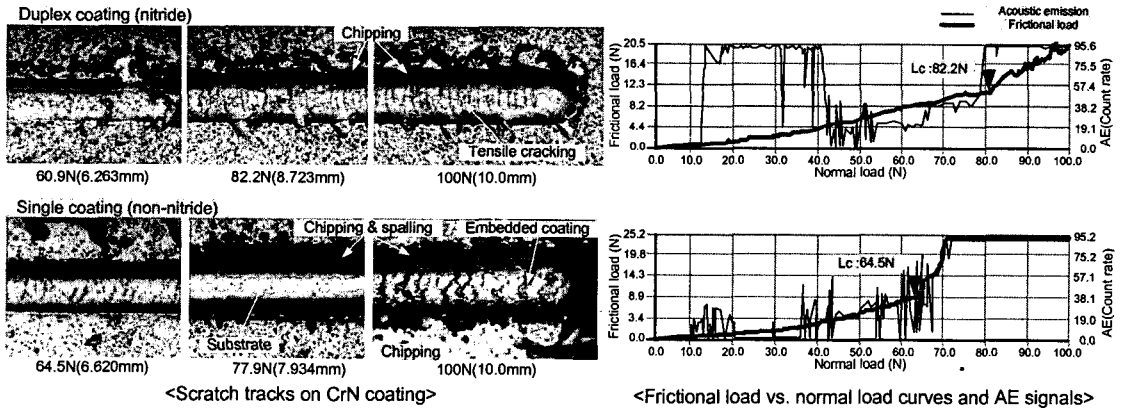 Duplex coating (nitride)
Chipping
Tensile cracking
60.9N(6.263mm)
82.2N(8.723mm)
100N(10.0mm)
Single coating (non-nitride)
Chipping & spalling
Embedded coating
Substrate
Chipping
64.5N(6.620mm)
77.9N(7.934mm)
100N(10.0mm)
<Scratch tracks on CrN coating>
Acoustic emission
Frictional load
Frictional load (N)
20.5
16.4
12.3
8.2
4.4
0.0
Lc:82.2N
95.6
75.5
57.4
38.2
19.1
0.0
AE(Count rate)
0.0 10.0 20.0 30.0 40.0 50.0 60.0 70.0 80.0 90.0 100.0
Normal load (N)
Frictional load (N)
25.2
19.8
14.3
8.9
3.4
0.0
Lc:64.5N
95.2
76.2
57.1
38.1
19.0
0.0
AE(Count rate)
0.0 10.0 20.0 30.0 40.0 50.0 60.0 70.0 80.0 90.0 100.0
Normal load (N)
<Frictional load vs. normal load curves and AE signals>